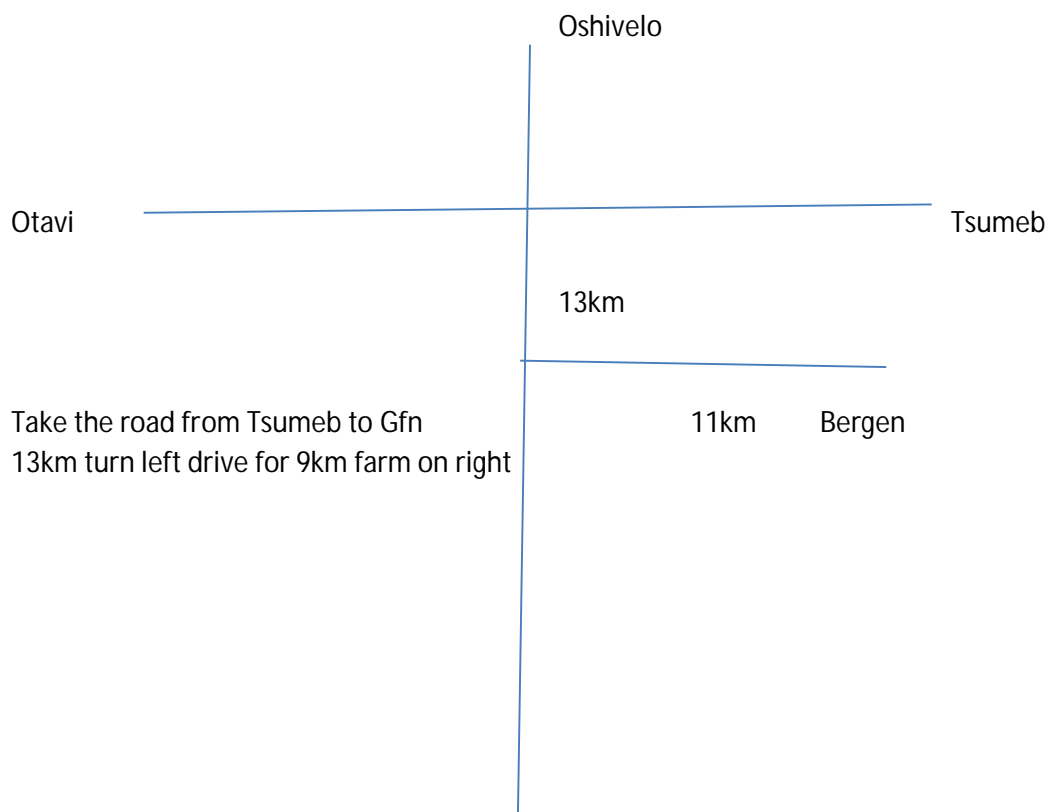 Oshivelo
Otavi Tsumeb
13km
Take the road from Tsumeb to Gfn 11km Bergen
13km turn left drive for 9km farm on right